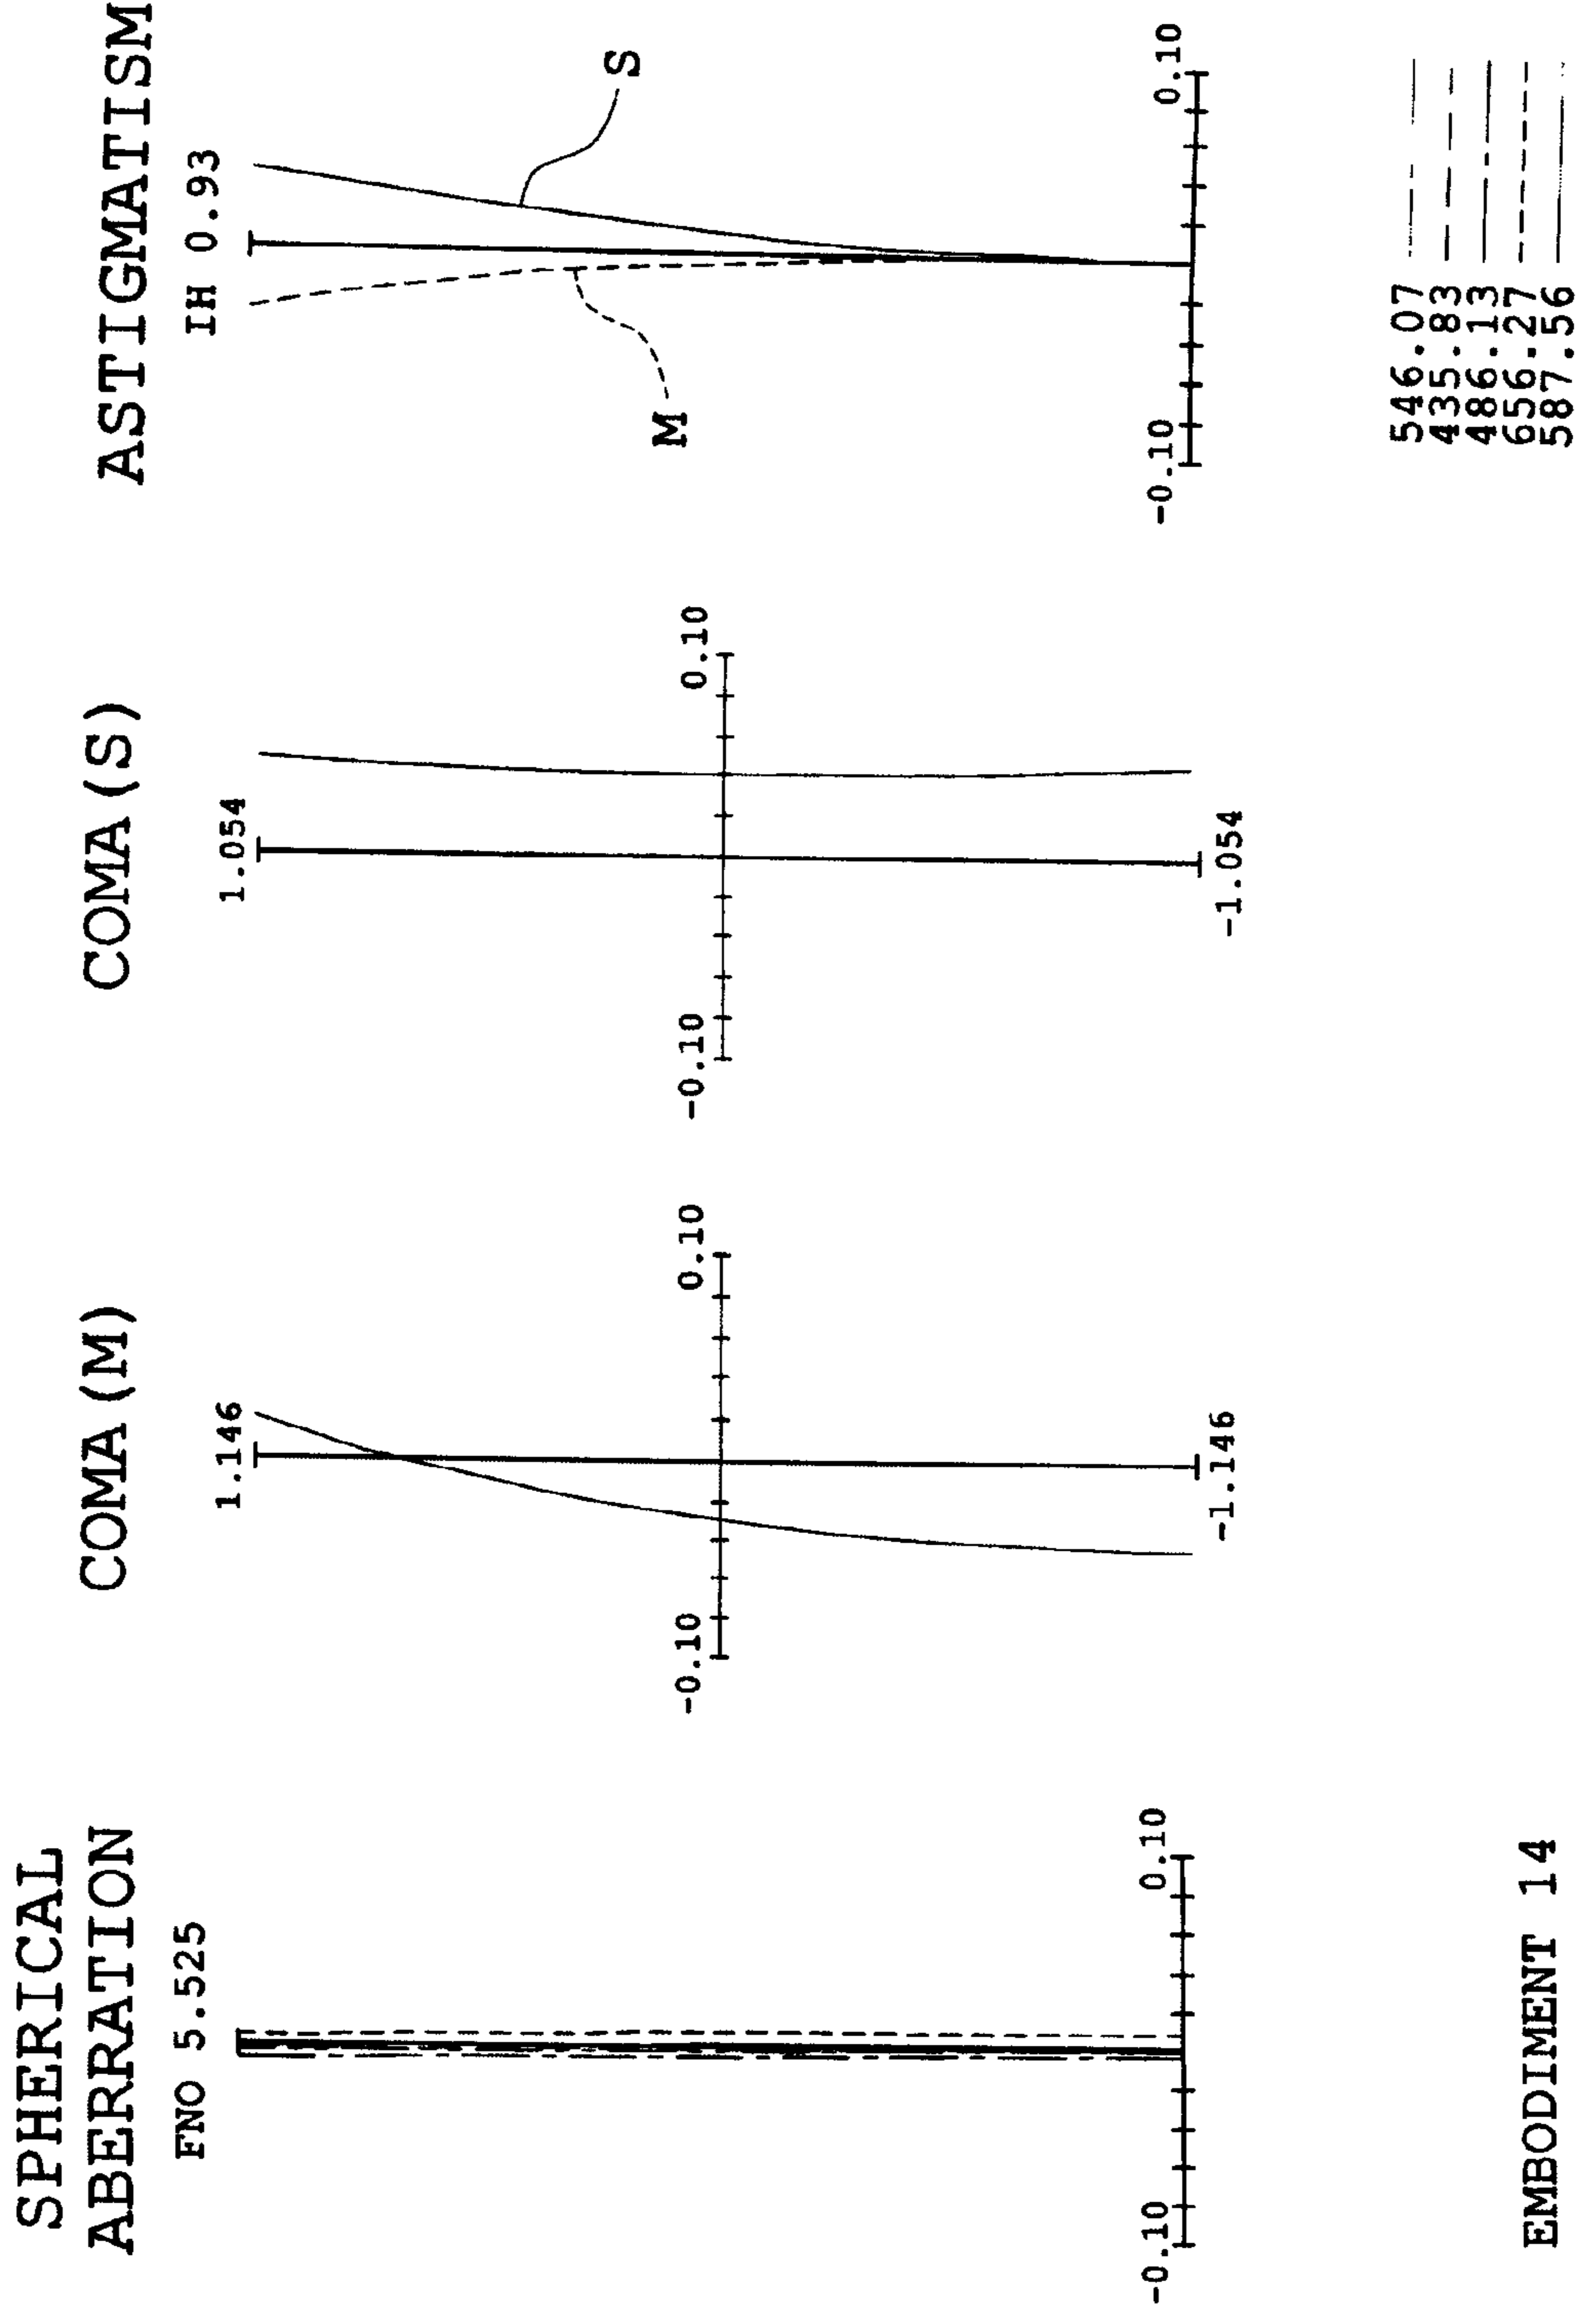 SPHERICAL
ABERRATION
FNO 5.525
-0.10
0.10
COMA (M)
1.146
-0.10
0.10
-1.146
COMA (S)
1.054
-0.10
0.10
-1.054
ASTIGMATISM
IH 0.93
M
S
-0.10
0.10
546.07
435.83
486.13
656.27
587.56
EMBODIMENT 14